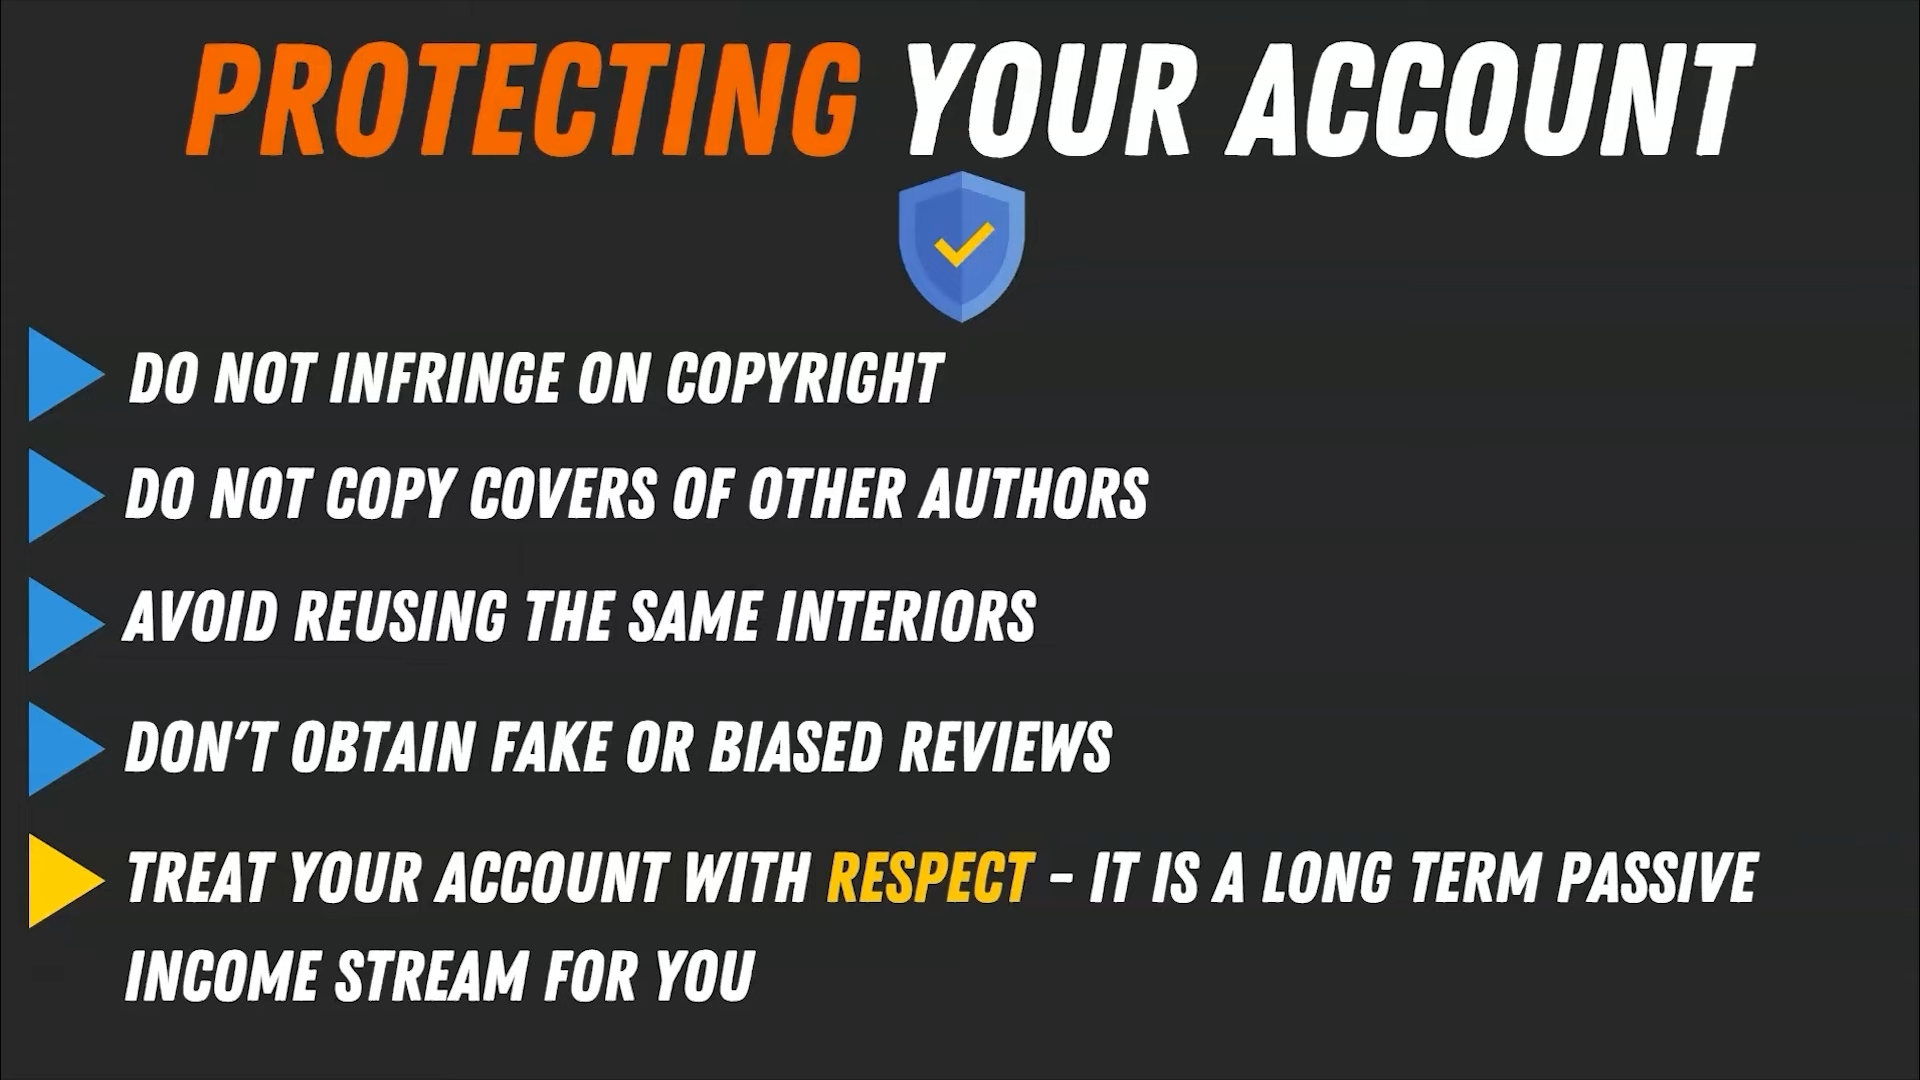 PROTECTING YOUR ACCOUNT
DO NOT INFRINGE ON COPYRIGHT
DO NOT COPY COVERS OF OTHER AUTHORS
AVOID REUSING THE SAME INTERIORS
DON'T OBTAIN FAKE OR BIASED REVIEWS
TREAT YOUR ACCOUNT WITH RESPECT - IT IS A LONG TERM PASSIVE
INCOME STREAM FOR YOU